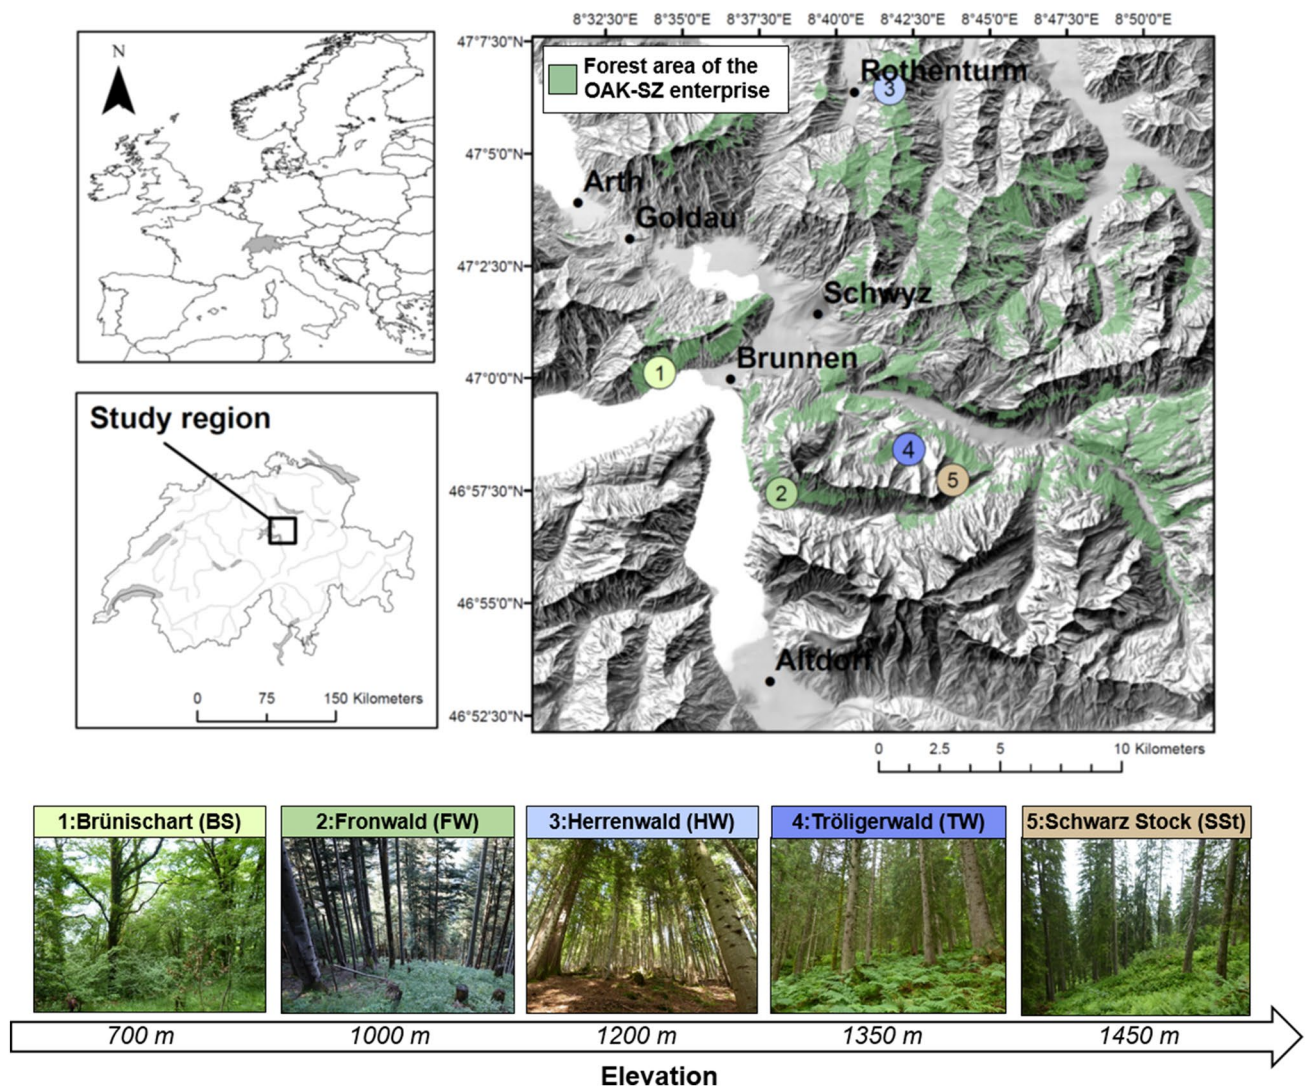 N
Study region
0 75 150 Kilometers
8°32'30"E 8°35'0"E 8°37'30"E 8°40'0"E 8°42'30"E 8°45'0"E 8°47'30"E 8°50'0"E
47°7'30"N
47°5'0"N
47°2'30"N
47°0'0"N
46°57'30"N
46°55'0"N
46°52'30"N
Forest area of the
OAK-SZ enterprise
Rothenturm
3
Arth
Goldau
Schwyz
Brunnen
1
4
5
2
Altdorf
0 2.5 5 10 Kilometers
1:Brünischart (BS)
2:Fronwald (FW)
3:Herrenwald (HW)
4:Tröligerwald (TW)
5:Schwarz Stock (SSt)
700 m 1000 m 1200 m 1350 m 1450 m
Elevation